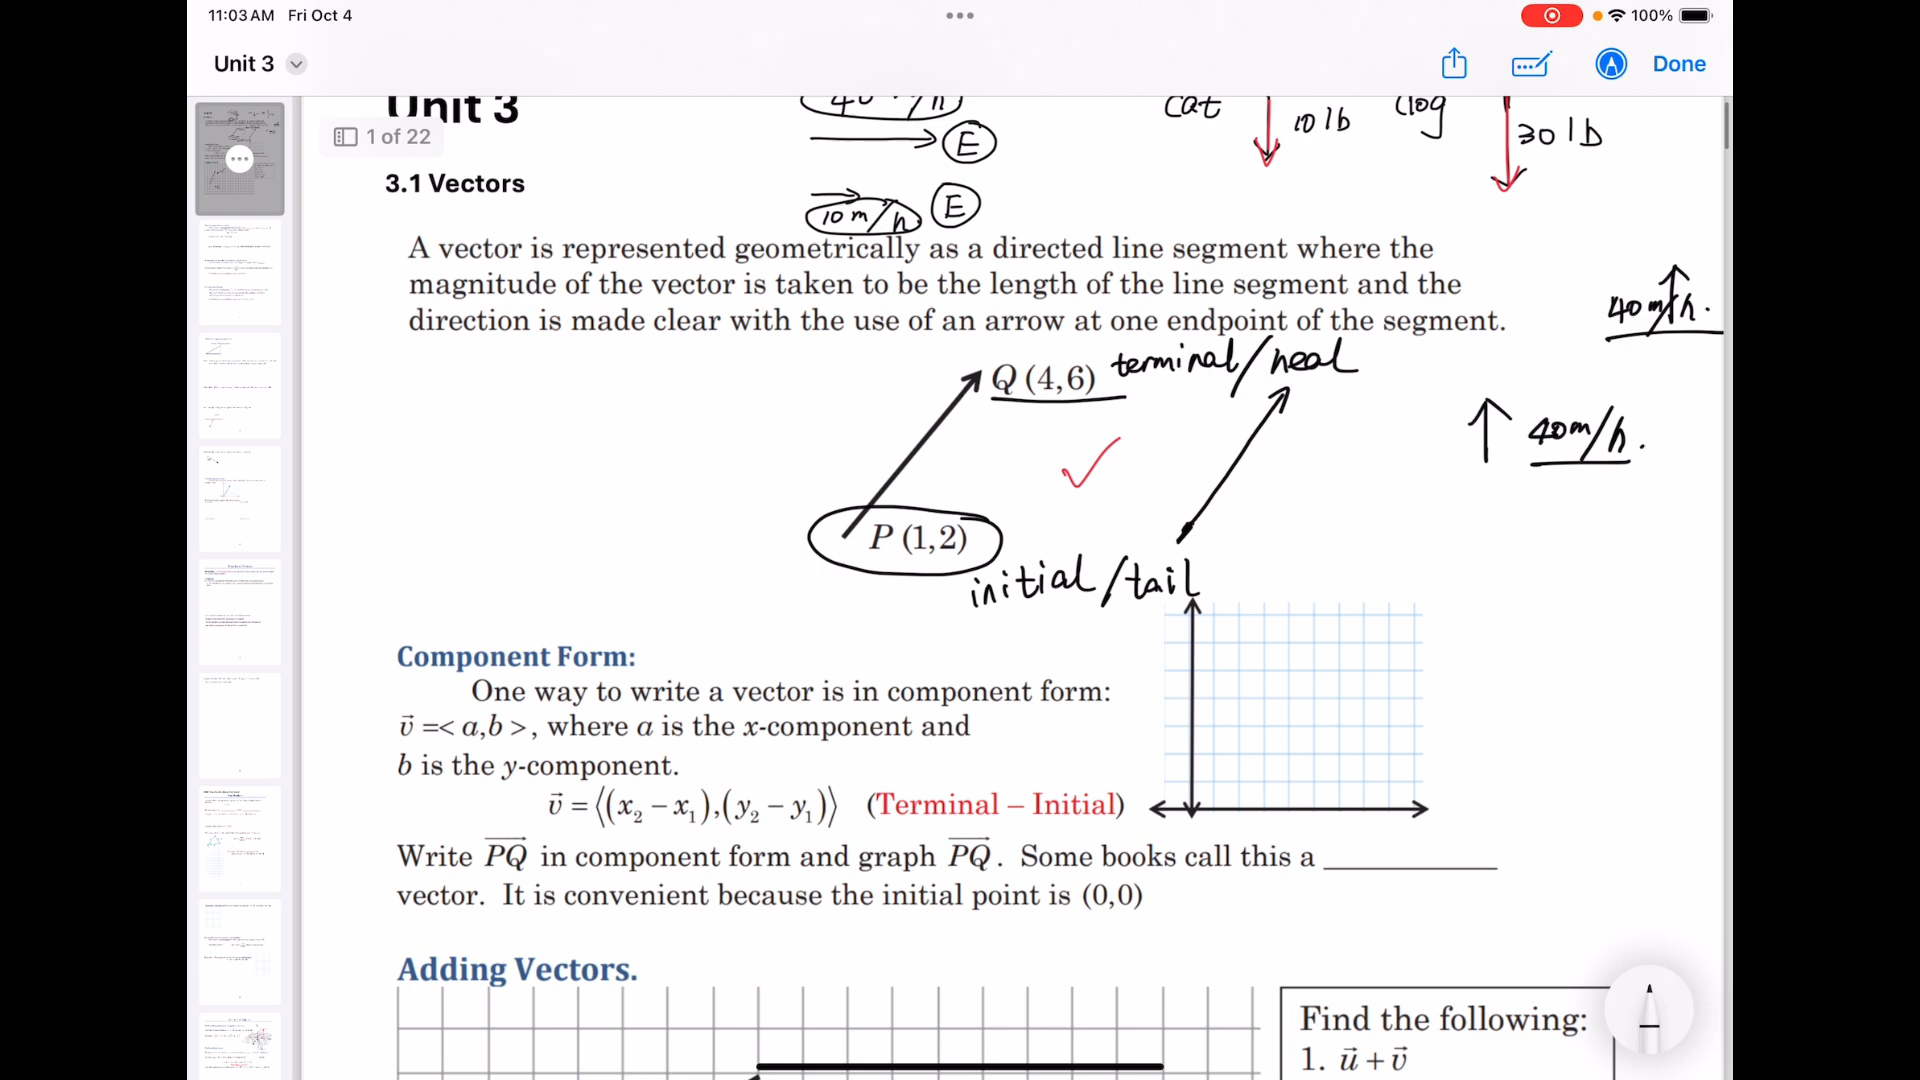 11:03 AM Fri Oct 4
100%
Unit 3
Done
Unit 3
1 of 22
E
cat
10 lb
30 lb
3.1 Vectors
10 m/h
E
A vector is represented geometrically as a directed line segment where the
magnitude of the vector is taken to be the length of the line segment and the
direction is made clear with the use of an arrow at one endpoint of the segment.
40 m/h.
Q (4,6)
terminal/head
40 m/h.
P (1,2)
initial/tail
Component Form:
One way to write a vector is in component form:
v⃗ =< a,b >, where a is the x-component and
b is the y-component.
v⃗ = ⟨(x₂ – x₁),(y₂ – y₁)⟩ (Terminal – Initial)
Write P͞Q⃗ in component form and graph P͞Q⃗. Some books call this a ____________
vector. It is convenient because the initial point is (0,0)
Adding Vectors.
Find the following:
1. u⃗ + v⃗